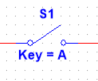 S1
Key = A